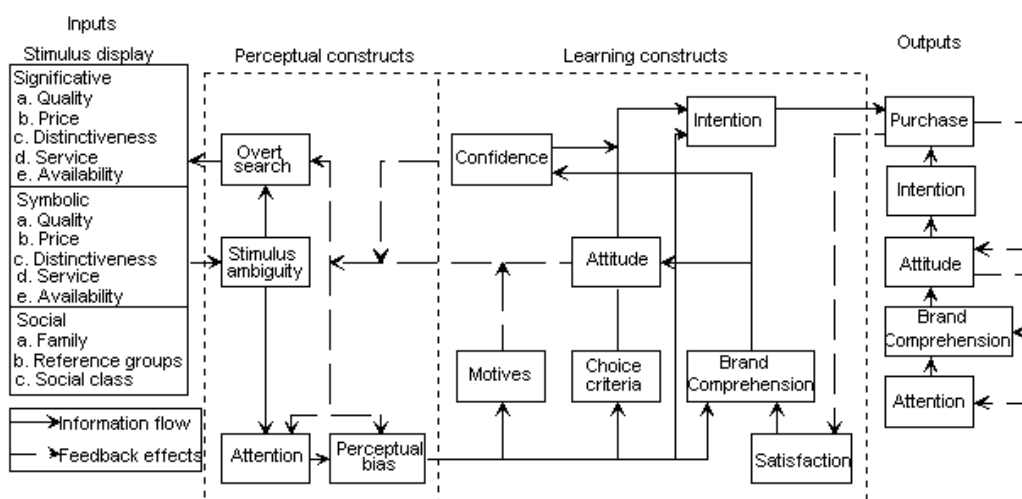 Inputs
Stimulus display
Significative
a. Quality
b. Price
c. Distinctiveness
d. Service
e. Availability
Symbolic
a. Quality
b. Price
c. Distinctiveness
d. Service
e. Availability
Social
a. Family
b. Reference groups
c. Social class
Information flow
Feedback effects
Perceptual constructs
Overt
search
Stimulus
ambiguity
Attention
Perceptual
bias
Learning constructs
Confidence
Intention
Attitude
Motives
Choice
criteria
Brand
Comprehension
Satisfaction
Outputs
Purchase
Intention
Attitude
Brand
Comprehension
Attention